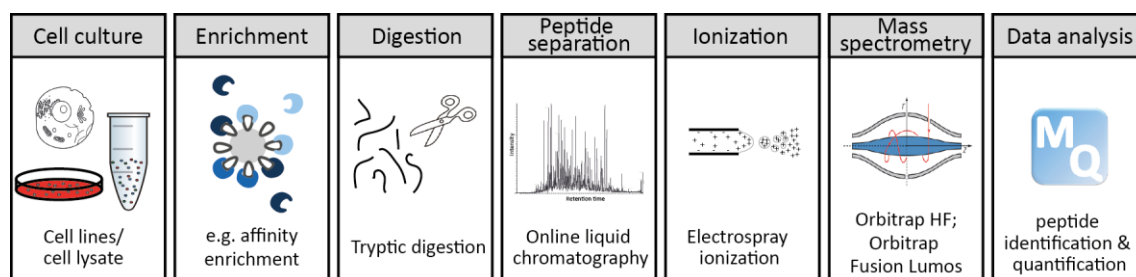 Cell culture
Cell lines/
cell lysate
Enrichment
e.g. affinity
enrichment
Digestion
Tryptic digestion
Peptide
separation
Intensity
Retention time
Online liquid
chromatography
Ionization
Electrospray
ionization
Mass
spectrometry
r
z
Orbitrap HF;
Orbitrap
Fusion Lumos
Data analysis
M
Q
peptide
identification &
quantification